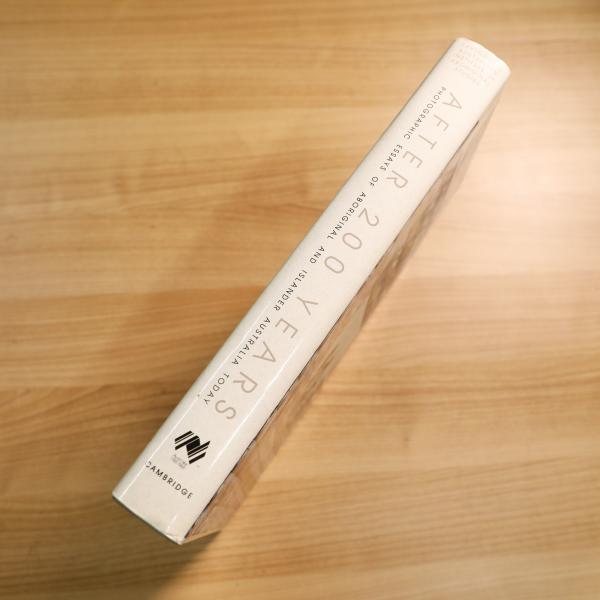 AFTER 200 YEARS
PHOTOGRAPHIC ESSAYS OF ABORIGINAL AND ISLANDER AUSTRALIA TODAY
CAMBRIDGE